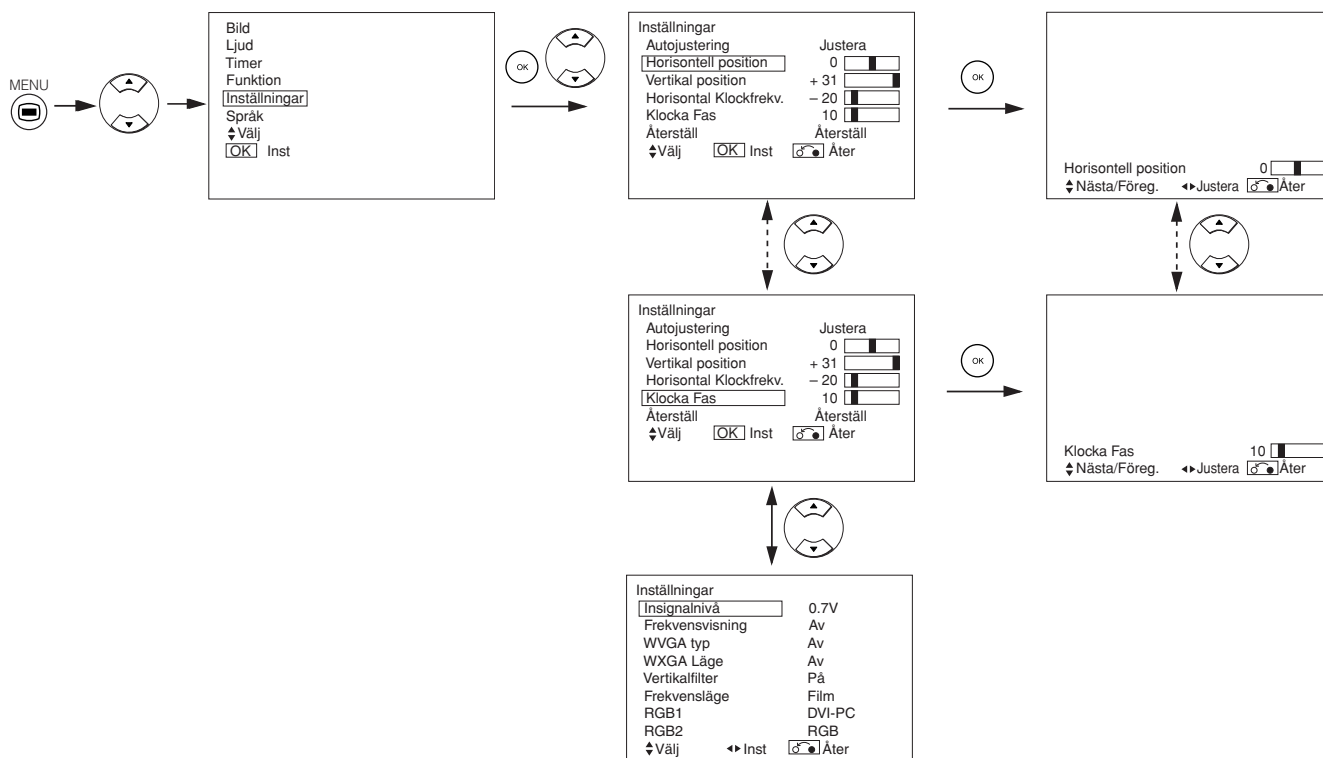 MENU
Bild
Ljud
Timer
Funktion
Inställningar
Språk
Välj
OK Inst
OK
Inställningar
Autojustering Justera
Horisontell position 0
Vertikal position + 31
Horisontal Klockfrekv. – 20
Klocka Fas 10
Återställ Återställ
Välj OK Inst Åter
OK
Horisontell position 0
Nästa/Föreg. Justera Åter
Inställningar
Autojustering Justera
Horisontell position 0
Vertikal position + 31
Horisontal Klockfrekv. – 20
Klocka Fas 10
Återställ Återställ
Välj OK Inst Åter
OK
Klocka Fas 10
Nästa/Föreg. Justera Åter
Inställningar
Insignalnivå 0.7V
Frekvensvisning Av
WVGA typ Av
WXGA Läge Av
Vertikalfilter På
Frekvensläge Film
RGB1 DVI-PC
RGB2 RGB
Välj Inst Åter